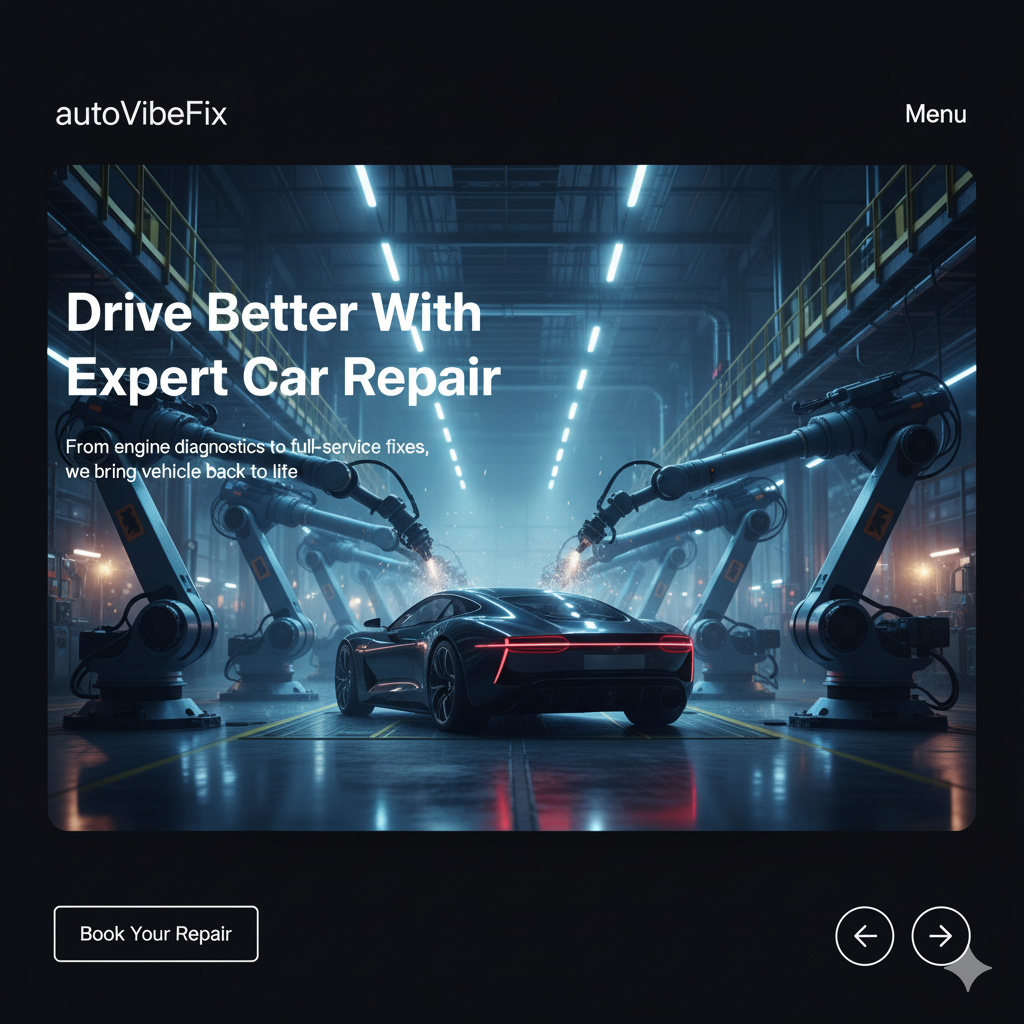 autoVibeFix
Menu
Drive Better With
Expert Car Repair
From engine diagnostics to full-service fixes,
we bring vehicle back to life
Book Your Repair